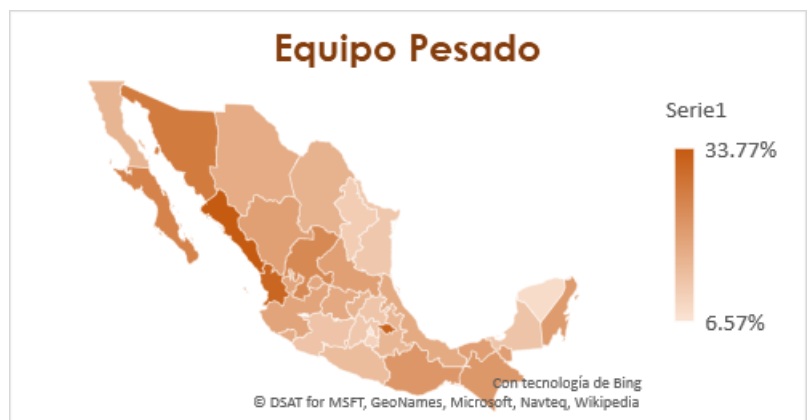 Equipo Pesado
Serie1
33.77%
6.57%
Con tecnología de Bing
© DSAT for MSFT, GeoNames, Microsoft, Navteq, Wikipedia